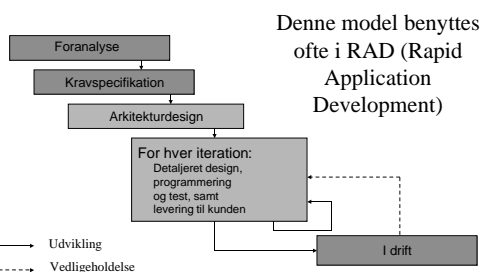 Denne model benyttes
ofte i RAD (Rapid
Application
Development)
Foranalyse
Kravspecifikation
Arkitekturdesign
For hver iteration:
Detaljeret design,
programmering
og test, samt
levering til kunden
I drift
Udvikling
Vedligeholdelse